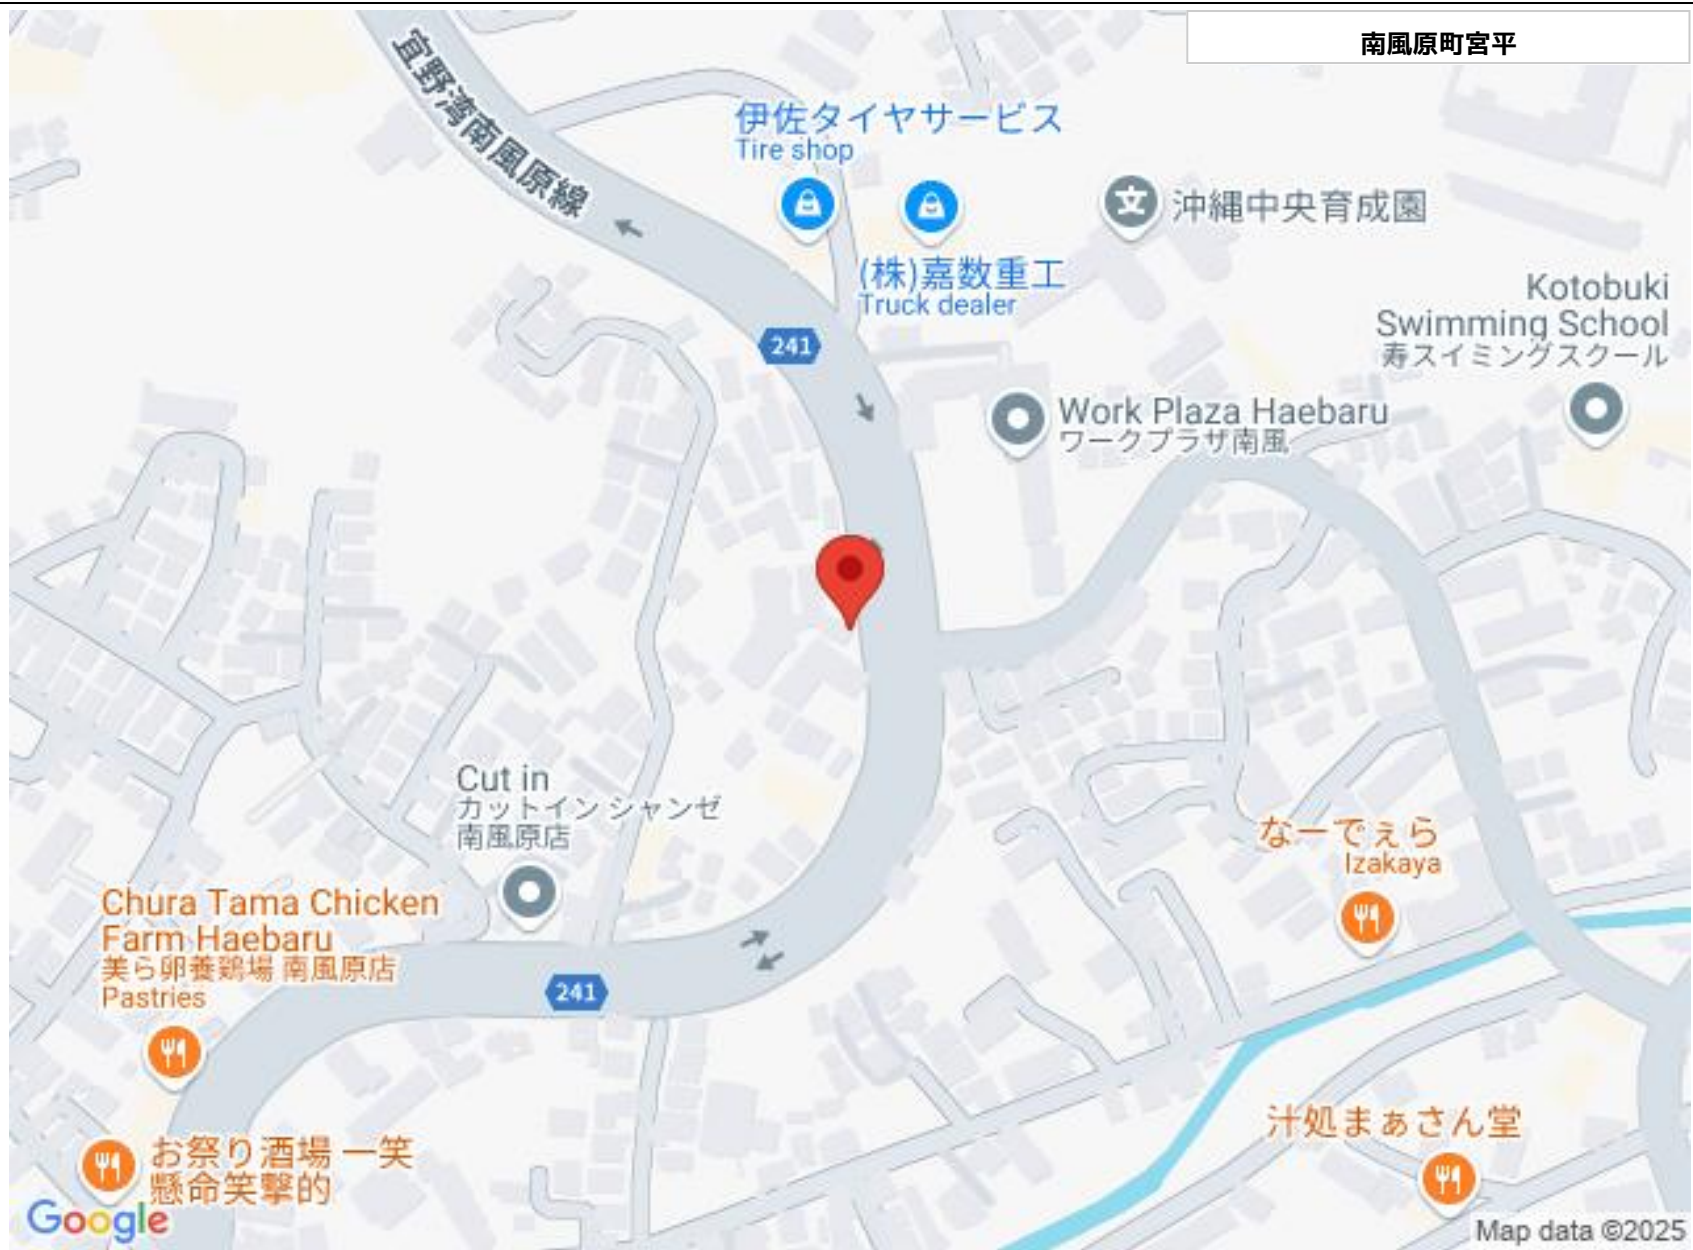 南風原町宮平
宜野湾南風原線
伊佐タイヤサービス
Tire shop
(株)嘉数重工
Truck dealer
沖縄中央育成園
Kotobuki
Swimming School
寿スイミングスクール
241
Work Plaza Haebaru
ワークプラザ南風
Cut in
カットイン シャンゼ
南風原店
なーでぇら
Izakaya
Chura Tama Chicken
Farm Haebaru
美ら卵養鶏場 南風原店
Pastries
241
お祭り酒場 一笑
懸命笑撃的
汁処まぁさん堂
Google
Map data ©2025